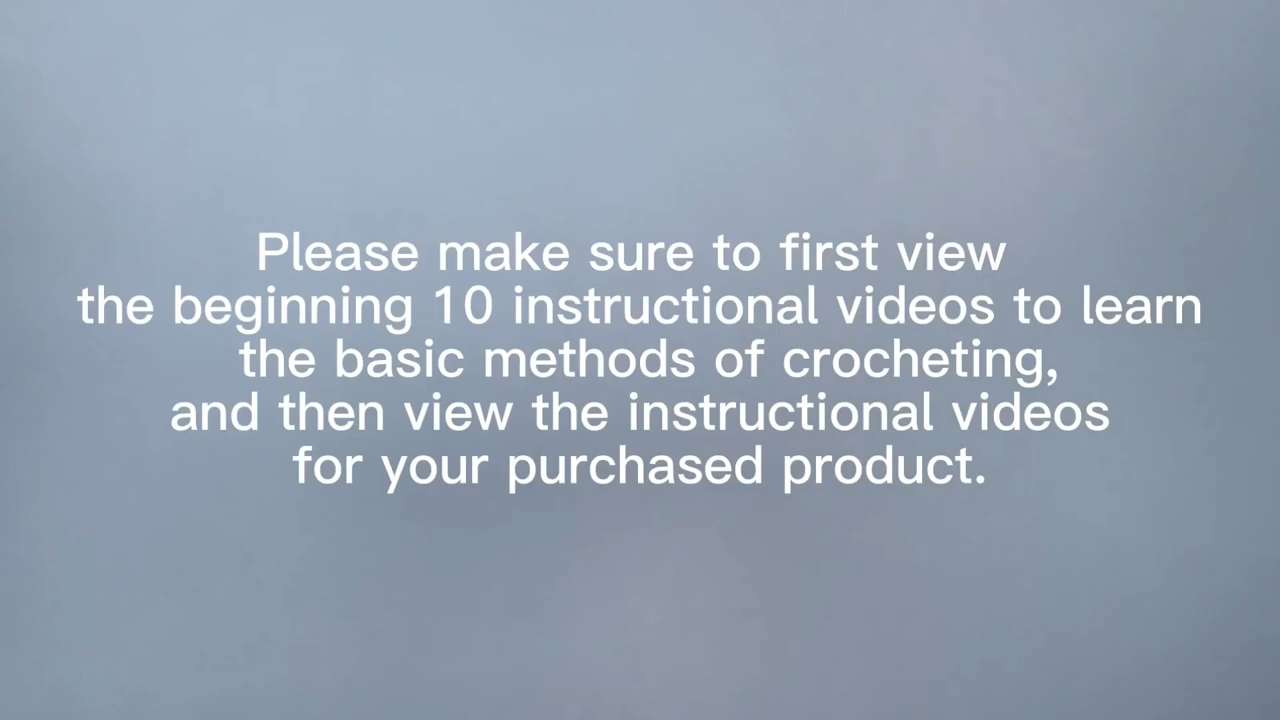 Please make sure to first view
the beginning 10 instructional videos to learn
the basic methods of crocheting,
and then view the instructional videos
for your purchased product.